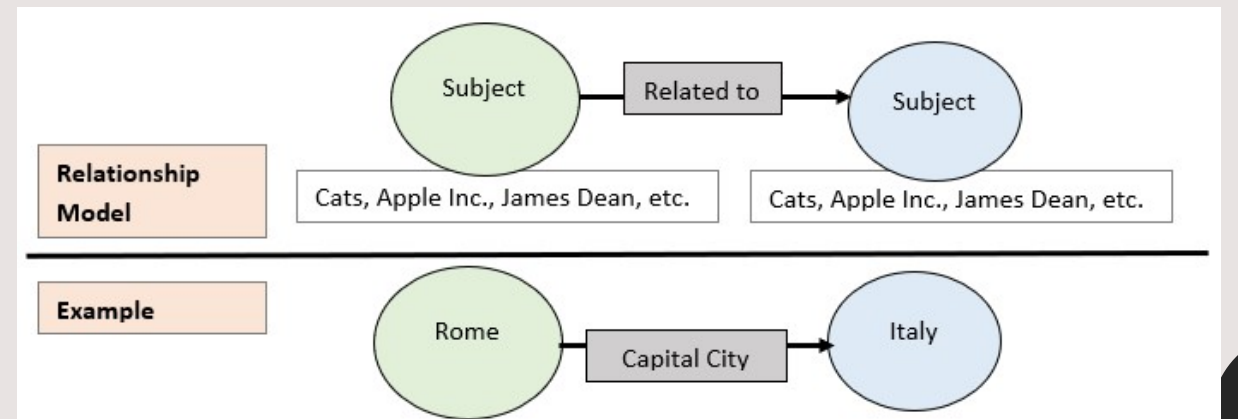 Subject
Related to
Subject
Relationship
Model
Cats, Apple Inc., James Dean, etc.
Cats, Apple Inc., James Dean, etc.
Example
Rome
Capital City
Italy